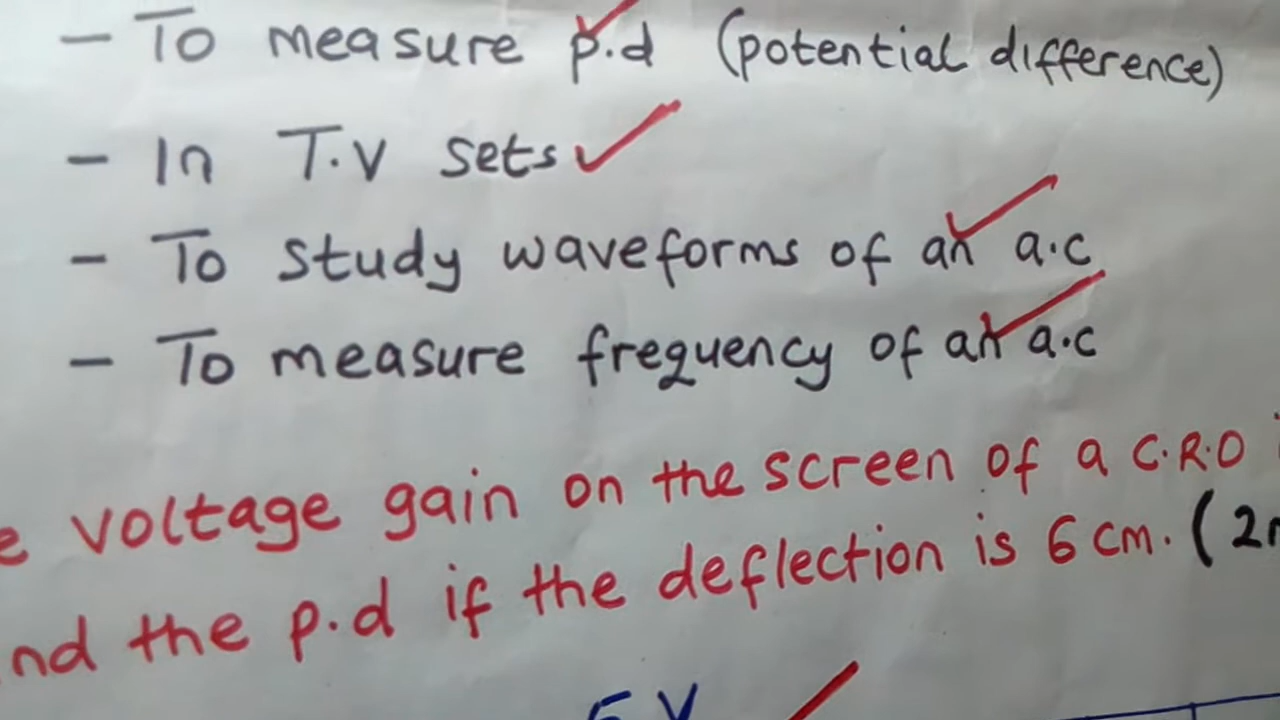 - To measure p.d (potential difference)
- In T.V sets
- To study waveforms of an a.c
- To measure frequency of an a.c
voltage gain on the screen of a C.R.O
the p.d if the deflection is 6 cm. (